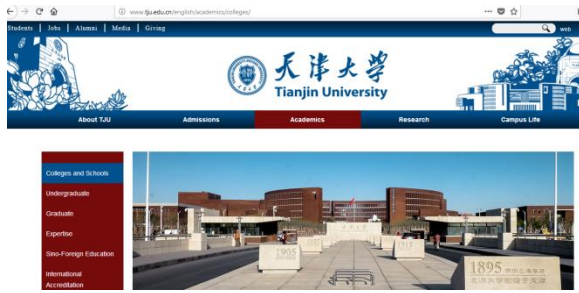 www.tju.edu.cn/english/academics/colleges/
Students | Jobs | Alumni | Media | Giving
web
天津大学
Tianjin University
About TJU
Admissions
Academics
Research
Campus Life
Colleges and Schools
Undergraduate
Graduate
Expertise
Sino-Foreign Education
International
Accreditation
1905
1895